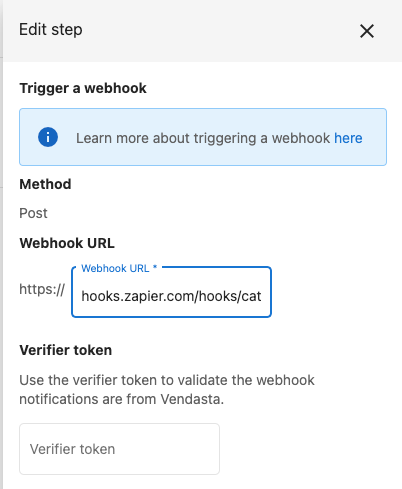 Edit step
Trigger a webhook
Learn more about triggering a webhook here
Method
Post
Webhook URL
Webhook URL *
https:// hooks.zapier.com/hooks/cat
Verifier token
Use the verifier token to validate the webhook
notifications are from Vendasta.
Verifier token